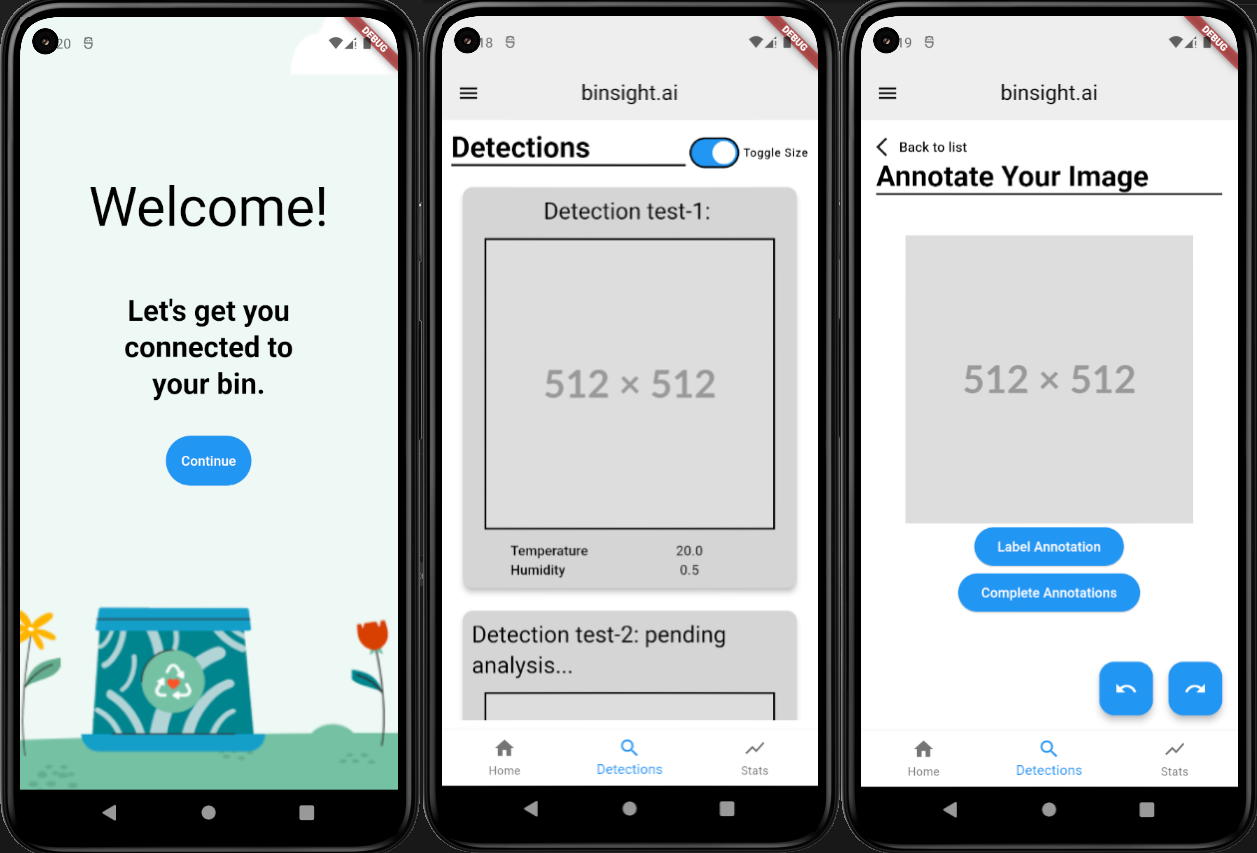 20
DEBUG
Welcome!
Let's get you
connected to
your bin.
Continue
18
DEBUG
binsight.ai
Detections
Toggle Size
Detection test-1:
512 × 512
Temperature 20.0
Humidity 0.5
Detection test-2: pending
analysis...
Home
Detections
Stats
19
DEBUG
binsight.ai
Back to list
Annotate Your Image
512 × 512
Label Annotation
Complete Annotations
Home
Detections
Stats